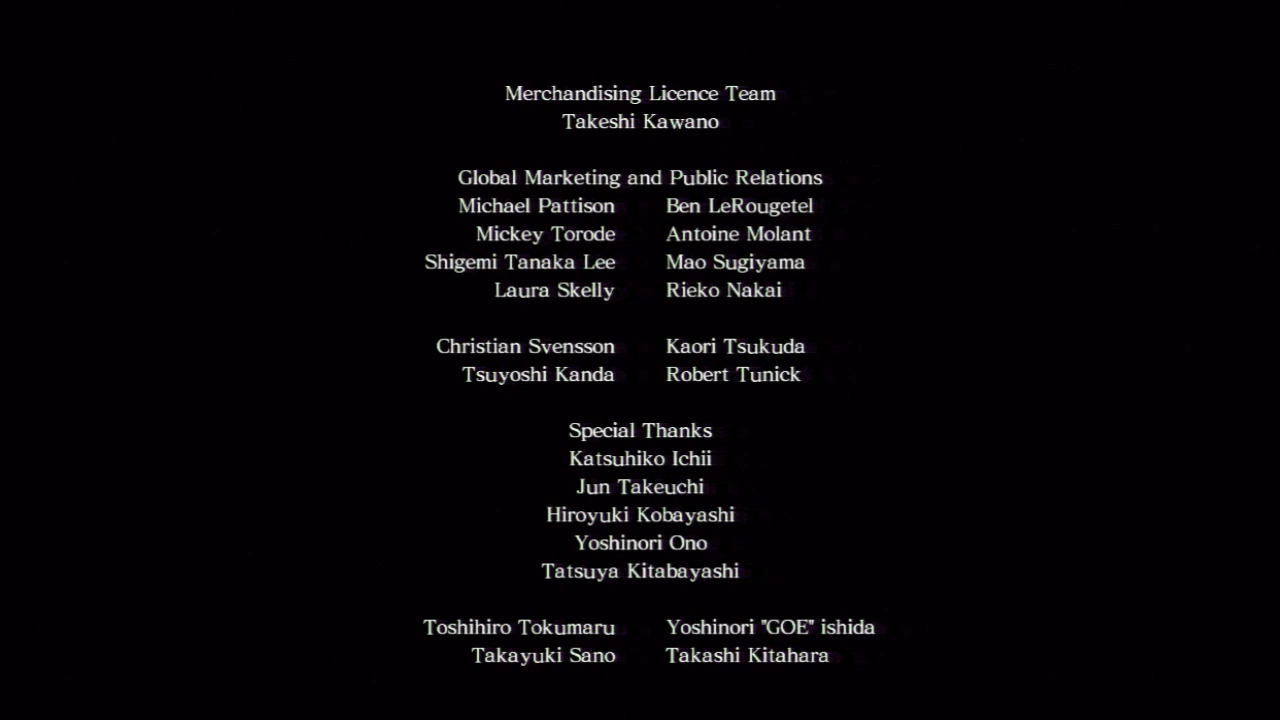 Merchandising Licence Team
Takeshi Kawano
Global Marketing and Public Relations
Michael Pattison Ben LeRougetel
Mickey Torode Antoine Molant
Shigemi Tanaka Lee Mao Sugiyama
Laura Skelly Rieko Nakai
Christian Svensson Kaori Tsukuda
Tsuyoshi Kanda Robert Tunick
Special Thanks
Katsuhiko Ichii
Jun Takeuchi
Hiroyuki Kobayashi
Yoshinori Ono
Tatsuya Kitabayashi
Toshihiro Tokumaru Yoshinori "GOE" ishida
Takayuki Sano Takashi Kitahara